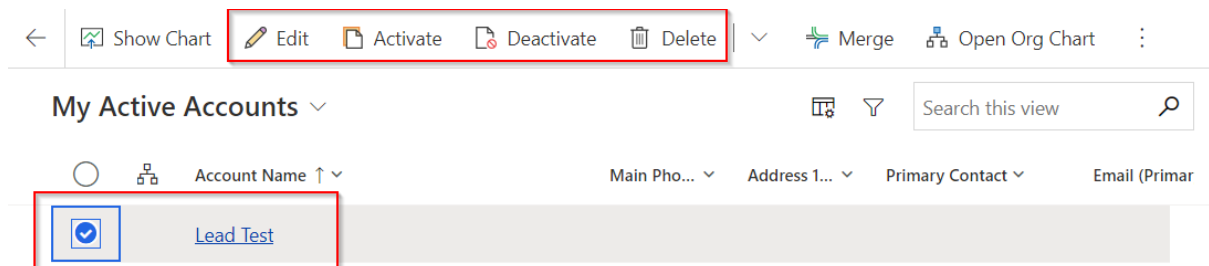 Show Chart Edit Activate Deactivate Delete Merge Open Org Chart
My Active Accounts Search this view
Account Name Main Pho... Address 1... Primary Contact Email (Primar
Lead Test